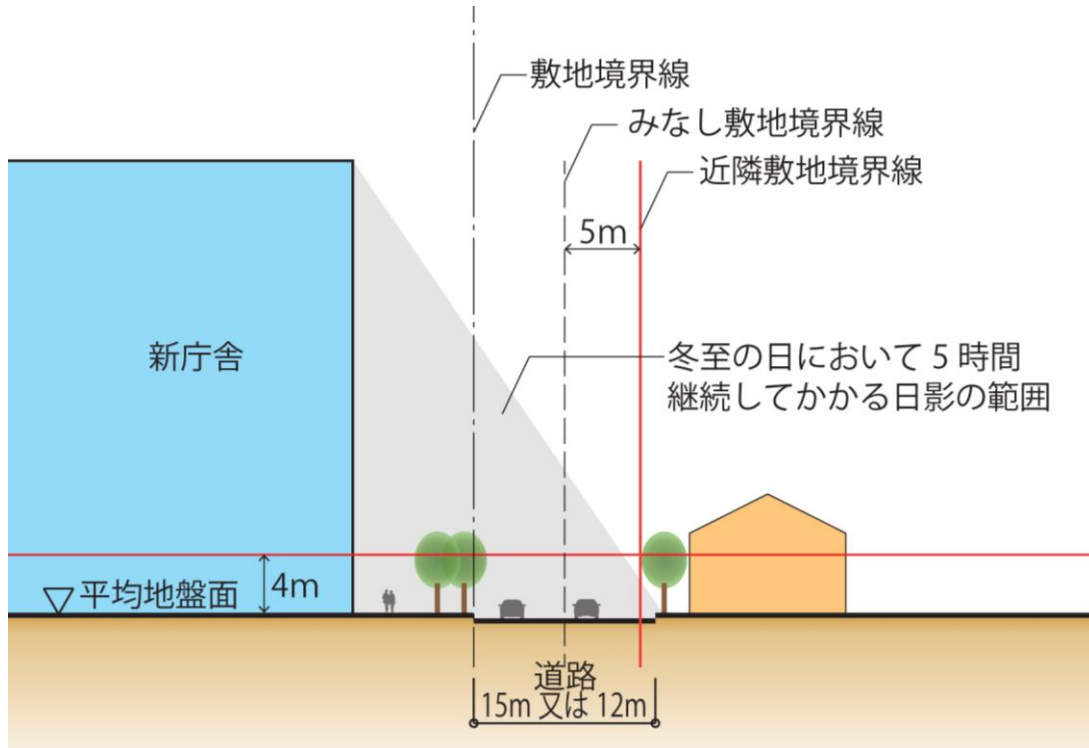 敷地境界線
みなし敷地境界線
近隣敷地境界線
5m
新庁舎
冬至の日において 5 時間
継続してかかる日影の範囲
平均地盤面
4m
道路
15m 又は 12m